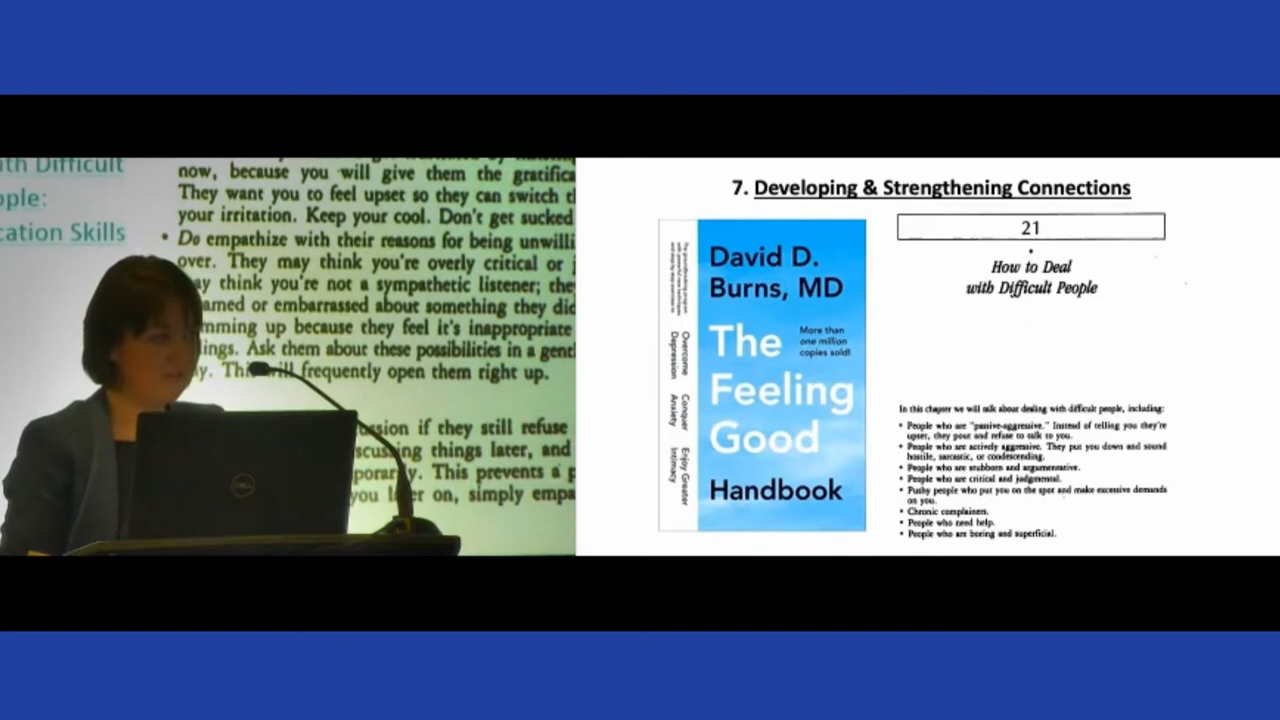 ith Difficult
ople:
cation Skills
now, because you will give them the gratifica
They want you to feel upset so they can switch t
your irritation. Keep your cool. Don't get sucked
• Do empathize with their reasons for being unwilli
over. They may think you're overly critical or
ay think you're not a sympathetic listener; the
amed or embarrassed about something they did
mming up because they feel it's inappropriate
lings. Ask them about these possibilities in a gentl
y. This will frequently open them right up.
ssion if they still refuse
scussing things later, and
porarily. This prevents a p
you later on, simply empa
DELL
7. Developing & Strengthening Connections
David D.
Burns, MD
The
Feeling
Good
Handbook
More than
one million
copies sold!
Overcome
Depression
Conquer
Anxiety
Enjoy Greater
Intimacy
21
How to Deal
with Difficult People
In this chapter we will talk about dealing with difficult people, including:
• People who are "passive-aggressive." Instead of telling you they're
upset, they pout and refuse to talk to you.
• People who are actively aggressive. They put you down and sound
hostile, sarcastic, or condescending.
• People who are stubborn and argumentative.
• People who are critical and judgmental.
• Pushy people who put you on the spot and make excessive demands
on you.
• Chronic complainers.
• People who need help.
• People who are boring and superficial.